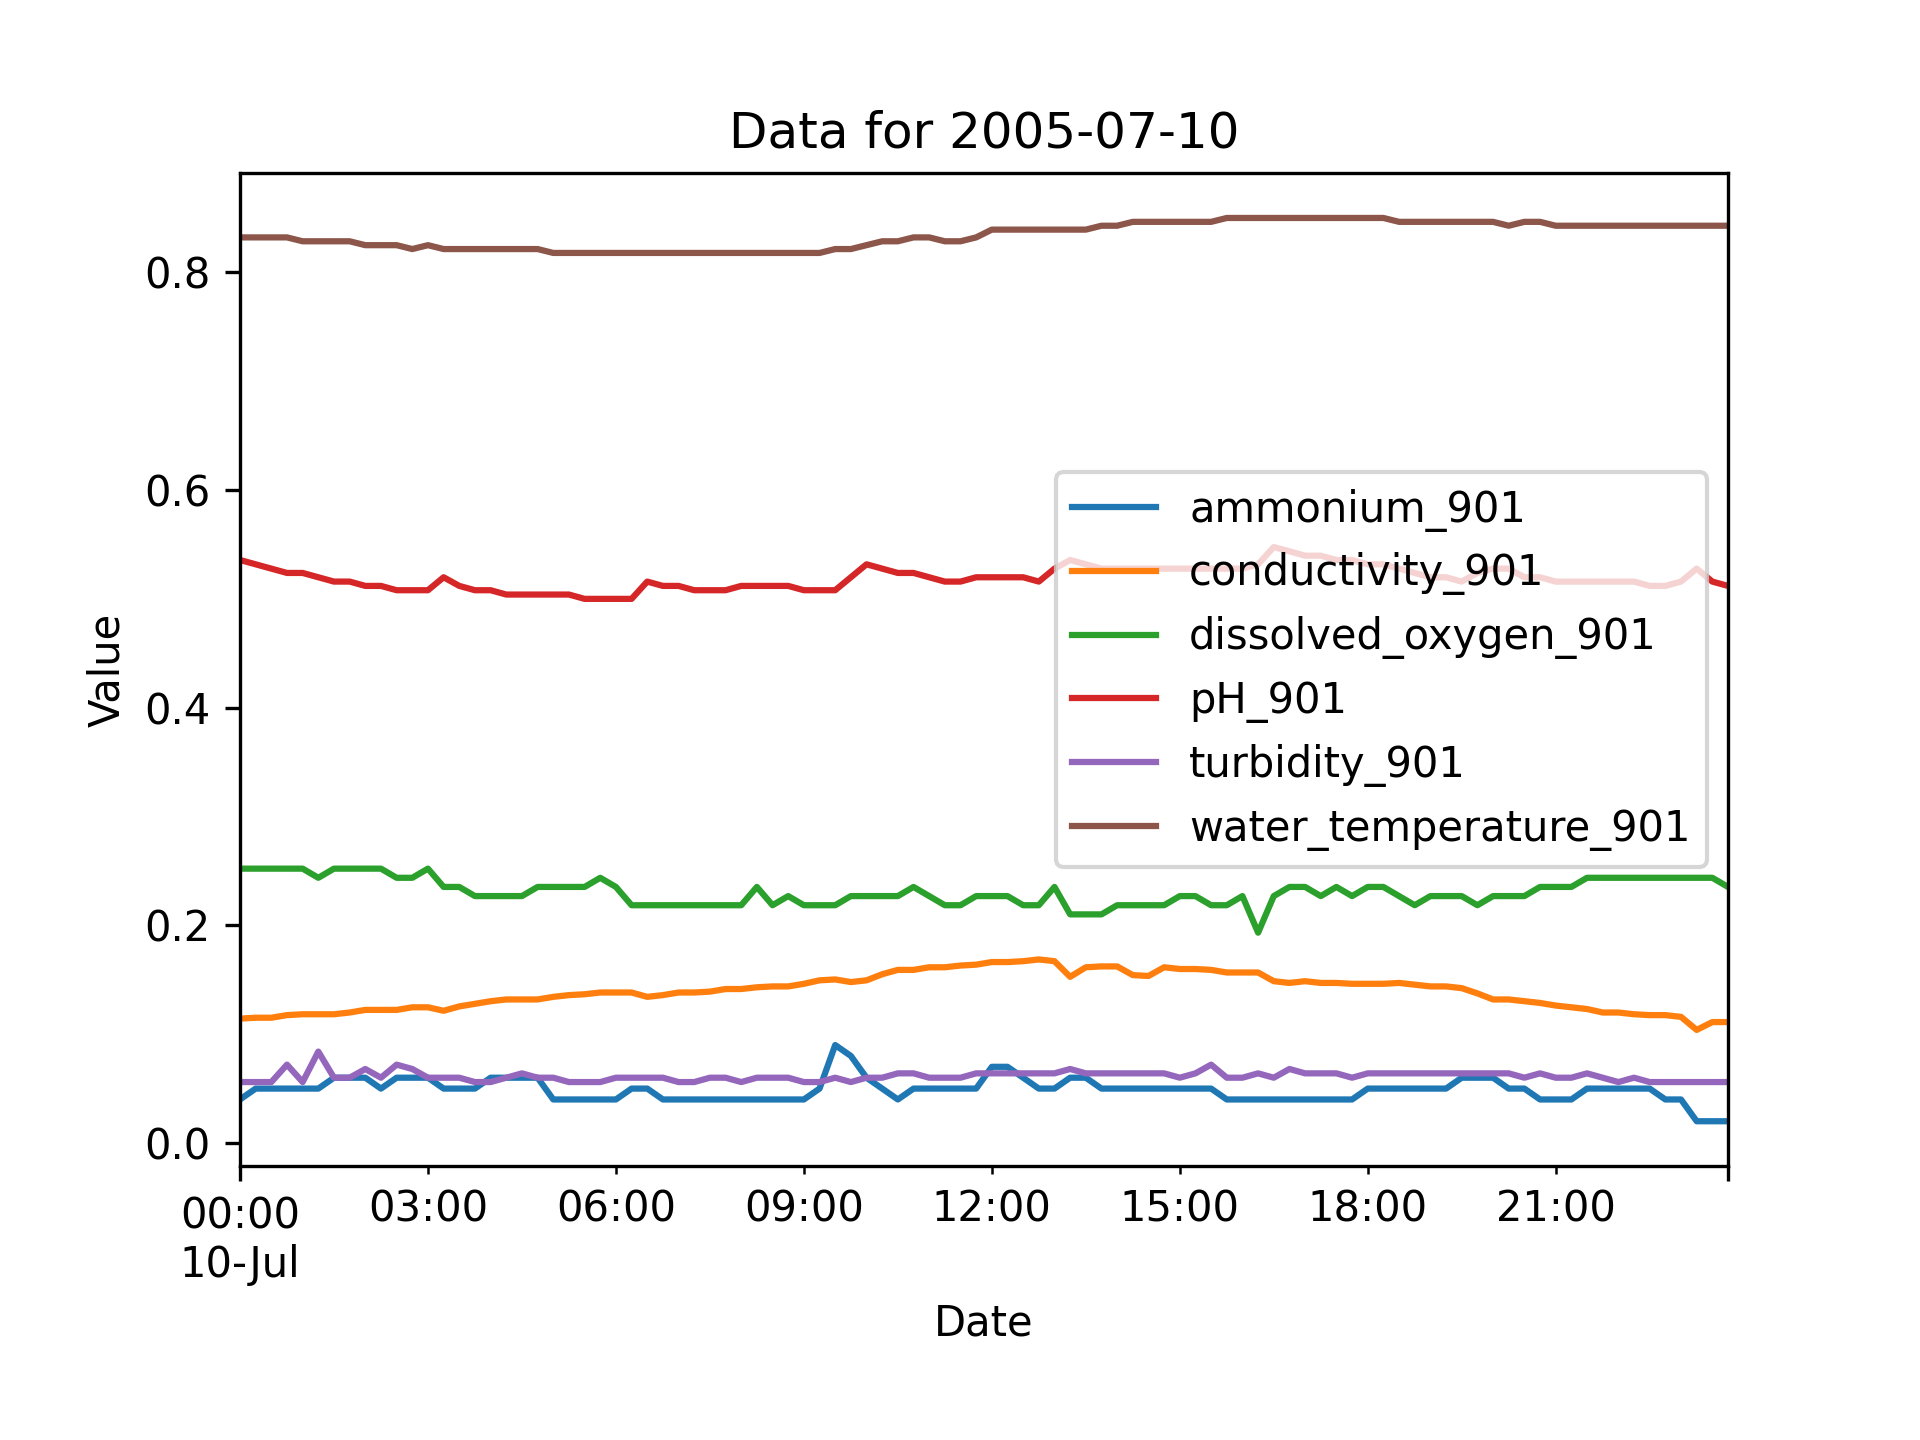 Data for 2005-07-10
Value
0.8
0.6
0.4
0.2
0.0
ammonium_901
conductivity_901
dissolved_oxygen_901
pH_901
turbidity_901
water_temperature_901
00:00 03:00 06:00 09:00 12:00 15:00 18:00 21:00
10-Jul
Date